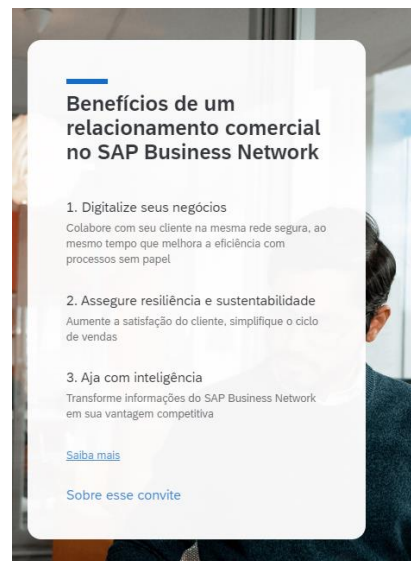 Benefícios de um
relacionamento comercial
no SAP Business Network
1. Digitalize seus negócios
Colabore com seu cliente na mesma rede segura, ao
mesmo tempo que melhora a eficiência com
processos sem papel
2. Assegure resiliência e sustentabilidade
Aumente a satisfação do cliente, simplifique o ciclo
de vendas
3. Aja com inteligência
Transforme informações do SAP Business Network
em sua vantagem competitiva
Saiba mais
Sobre esse convite